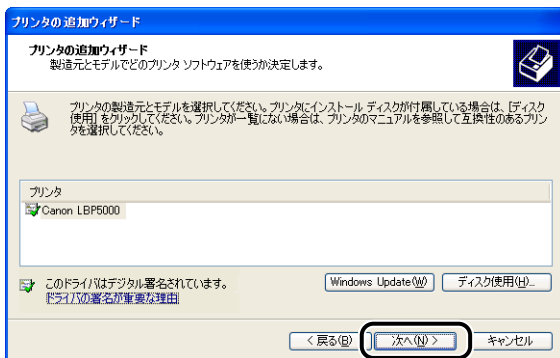 プリンタの追加ウィザード
プリンタの追加ウィザード
製造元とモデルでどのプリンタ ソフトウェアを使うか決定します。
プリンタの製造元とモデルを選択してください。プリンタにインストール ディスクが付属している場合は、[ディスク
使用] をクリックしてください。プリンタが一覧にない場合は、プリンタのマニュアルを参照して互換性のあるプリン
タを選択してください。
プリンタ
Canon LBP5000
このドライバはデジタル署名されています。
ドライバの署名が重要な理由
Windows Update(W)
ディスク使用(H)...
< 戻る(B)
次へ(N) >
キャンセル